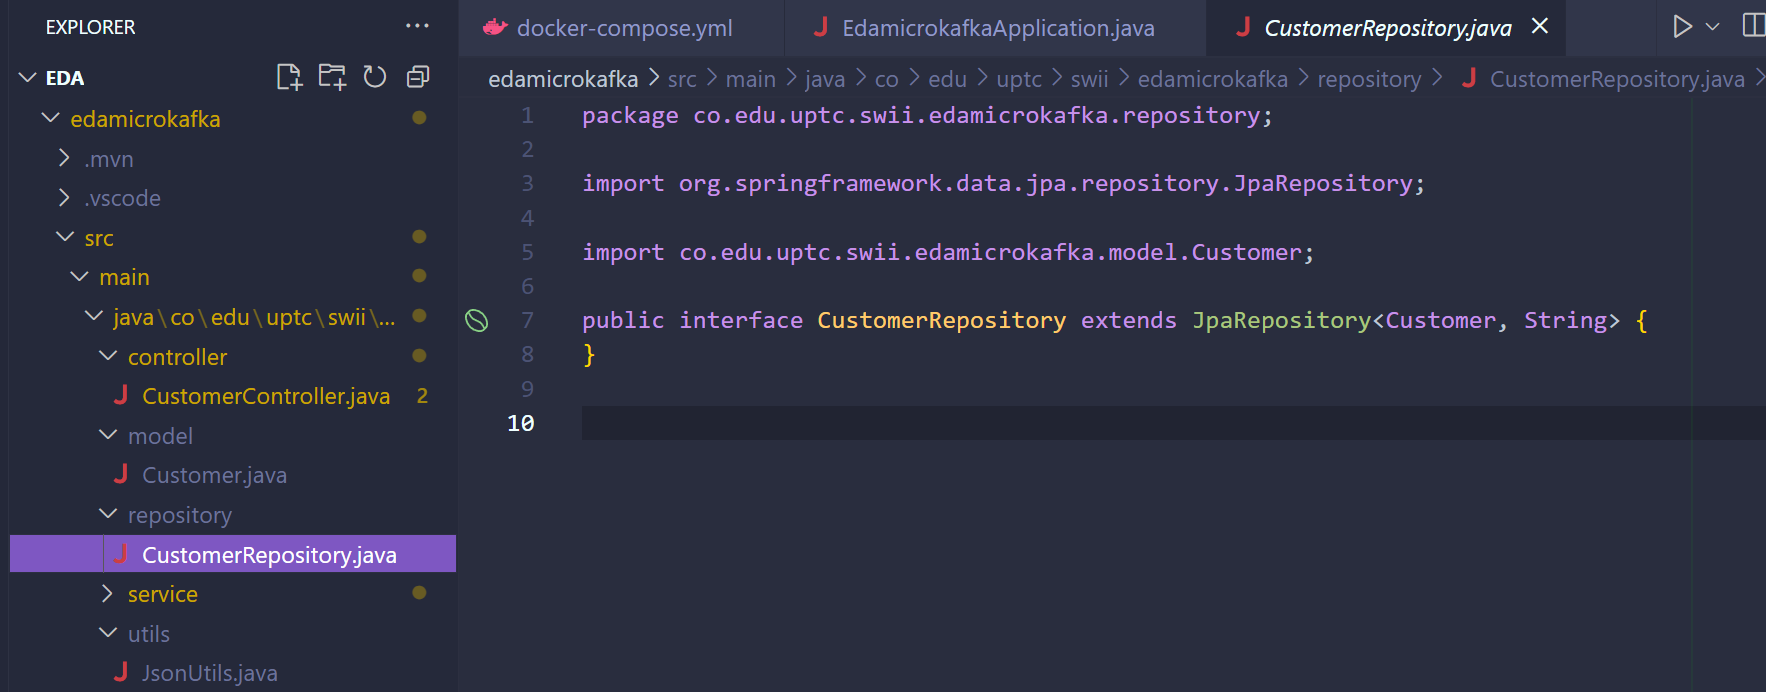 EXPLORER
EDA
edamicrokafka
.mvn
.vscode
src
main
java\co\edu\uptc\swii\...
controller
CustomerController.java 2
model
Customer.java
repository
CustomerRepository.java
service
utils
JsonUtils.java
docker-compose.yml EdamicrokafkaApplication.java CustomerRepository.java
edamicrokafka > src > main > java > co > edu > uptc > swii > edamicrokafka > repository > CustomerRepository.java >
1 package co.edu.uptc.swii.edamicrokafka.repository;
2
3 import org.springframework.data.jpa.repository.JpaRepository;
4
5 import co.edu.uptc.swii.edamicrokafka.model.Customer;
6
7 public interface CustomerRepository extends JpaRepository<Customer, String> {
8 }
9
10